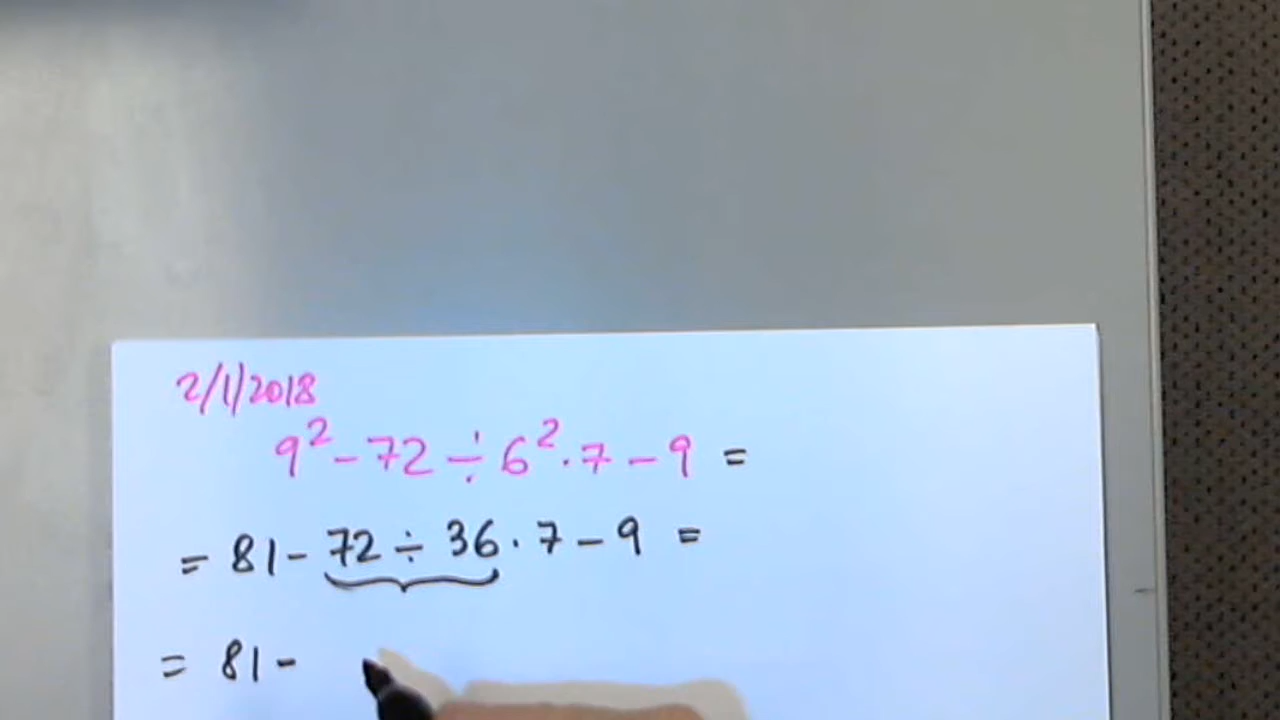 2/1/2018
9² - 72 ÷ 6² · 7 - 9 =
= 81 - 72 ÷ 36 · 7 - 9 =
= 81 -